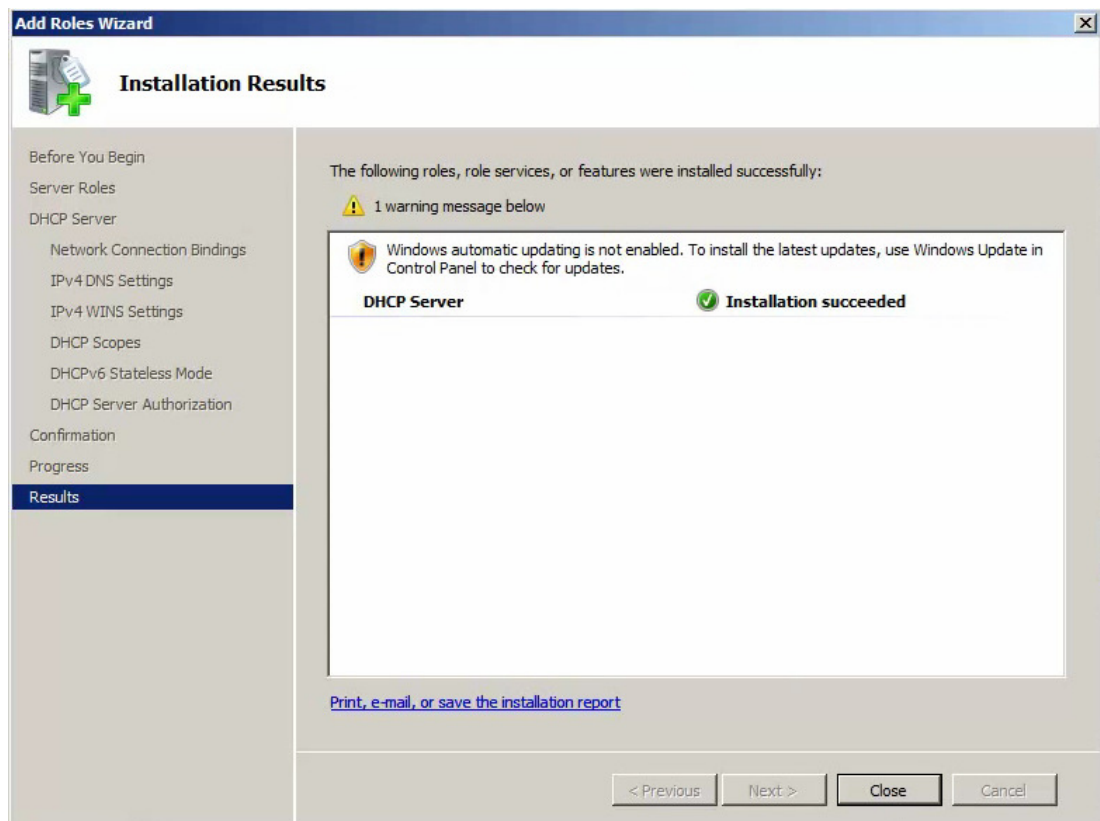 Add Roles Wizard
Installation Results
Before You Begin
Server Roles
DHCP Server
Network Connection Bindings
IPv4 DNS Settings
IPv4 WINS Settings
DHCP Scopes
DHCPv6 Stateless Mode
DHCP Server Authorization
Confirmation
Progress
Results
The following roles, role services, or features were installed successfully:
1 warning message below
Windows automatic updating is not enabled. To install the latest updates, use Windows Update in
Control Panel to check for updates.
DHCP Server Installation succeeded
Print, e-mail, or save the installation report
< Previous Next > Close Cancel